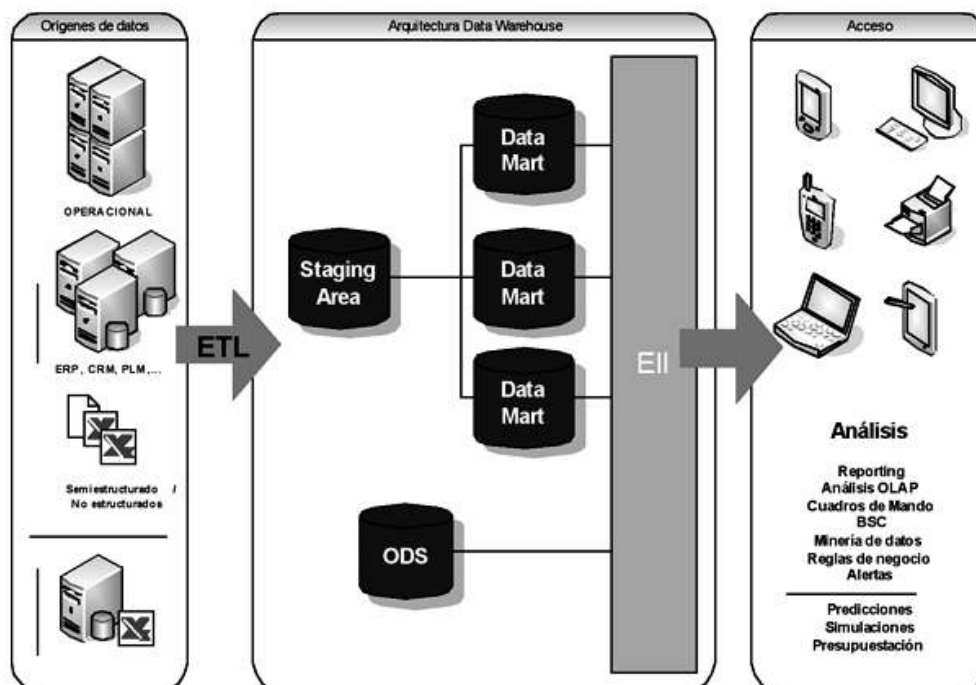 Orígenes de datos
OPERACIONAL
ERP, CRM, PLM,...
Semiestructurado /
No estructurados
ETL
Arquitectura Data Warehouse
Data
Mart
Staging
Area
Data
Mart
Data
Mart
ODS
EII
Acceso
Análisis
Reporting
Análisis OLAP
Cuadros de Mando
BSC
Minería de datos
Reglas de negocio
Alertas
Predicciones
Simulaciones
Presupuestación